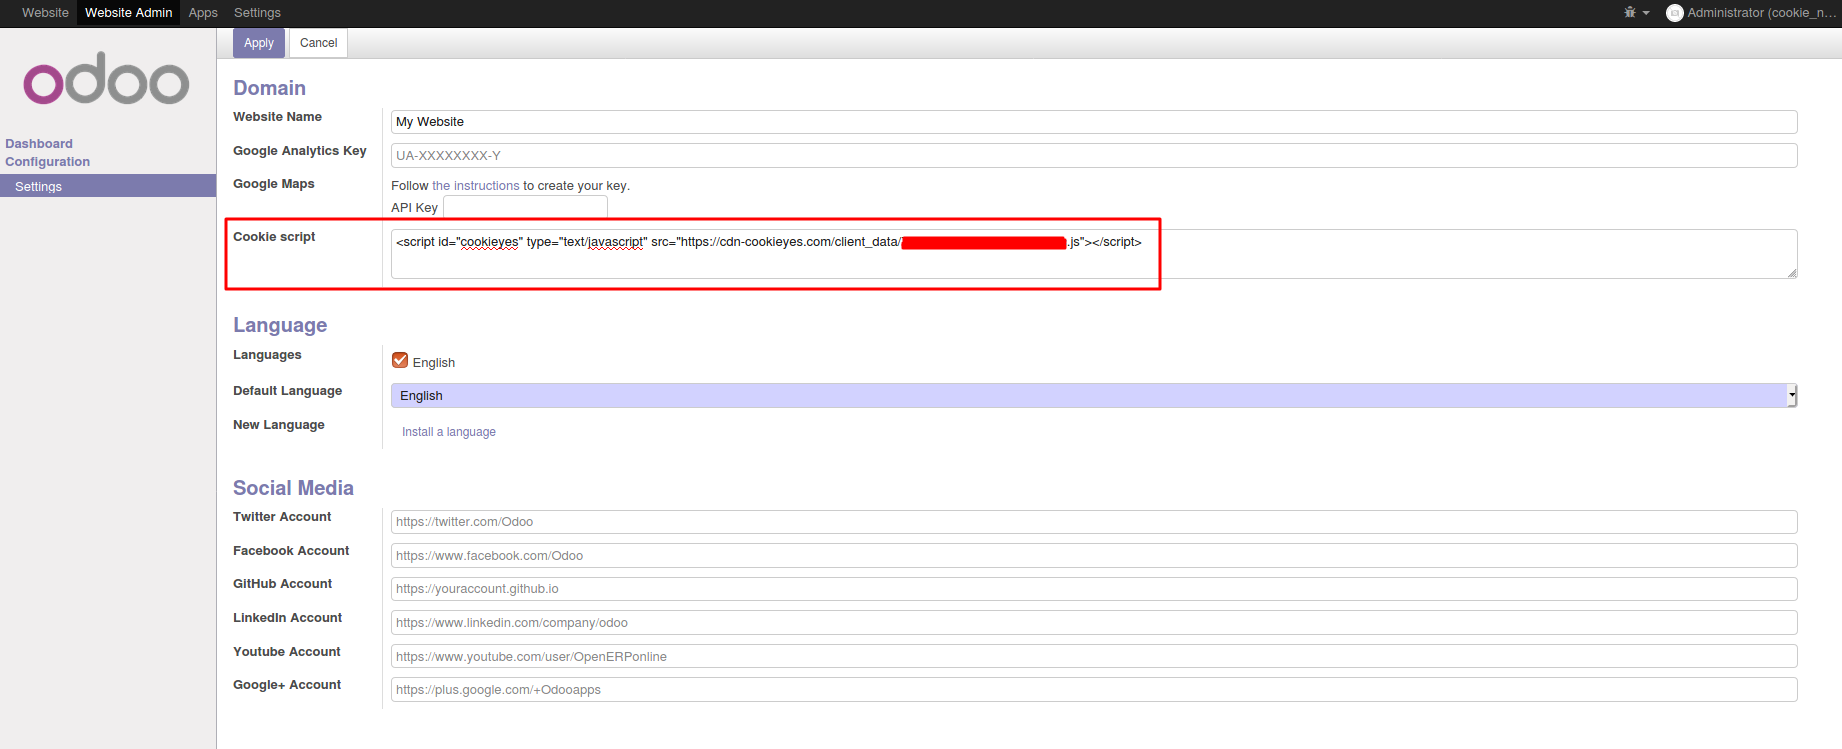 Website Website Admin Apps Settings Administrator (cookie_n...
odoo
Apply Cancel
Dashboard
Configuration
Settings
Domain
Website Name My Website
Google Analytics Key UA-XXXXXXXX-Y
Google Maps Follow the instructions to create your key.
API Key
Cookie script <script id="cookieyes" type="text/javascript" src="https://cdn-cookieyes.com/client_data/ .js"></script>
Language
Languages English
Default Language English
New Language Install a language
Social Media
Twitter Account https://twitter.com/Odoo
Facebook Account https://www.facebook.com/Odoo
GitHub Account https://youraccount.github.io
LinkedIn Account https://www.linkedin.com/company/odoo
Youtube Account https://www.youtube.com/user/OpenERPonline
Google+ Account https://plus.google.com/+Odooapps